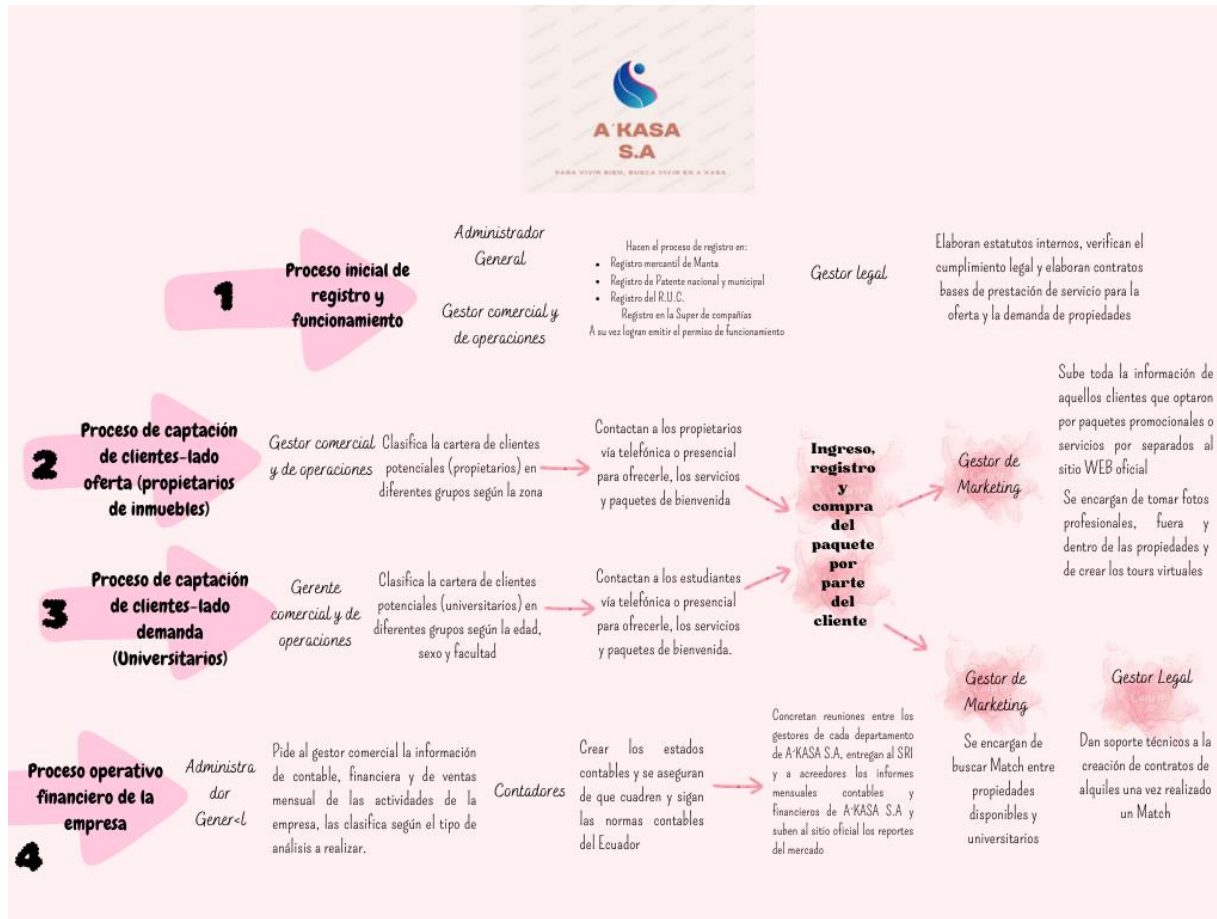 A´KASA
S.A
PARA VIVIR BIEN, BUSCA VIVIR EN A KASA
1
Proceso inicial de
registro y
funcionamiento
Administrador
General
Gestor comercial y
de operaciones
Hacen el proceso de registro en:
• Registro mercantil de Manta
• Registro de Patente nacional y municipal
• Registro del R.U.C.
Registro en la Super de compañías
A su vez logran emitir el permiso de funcionamiento
Gestor legal
Elaboran estatutos internos, verifican el
cumplimiento legal y elaboran contratos
bases de prestación de servicio para la
oferta y la demanda de propiedades
2
Proceso de captación
de clientes-lado
oferta (propietarios
de inmuebles)
Gestor comercial
y de operaciones
Clasifica la cartera de clientes
potenciales (propietarios) en
diferentes grupos según la zona
Contactan a los propietarios
vía telefónica o presencial
para ofrecerle, los servicios
y paquetes de bienvenida
Ingreso,
registro
y
compra
del
paquete
por
parte
del
cliente
Gestor de
Marketing
Sube toda la información de
aquellos clientes que optaron
por paquetes promocionales o
servicios por separados al
sitio WEB oficial
Se encargan de tomar fotos
profesionales, fuera y
dentro de las propiedades y
de crear los tours virtuales
3
Proceso de captación
de clientes-lado
demanda
(Universitarios)
Gerente
comercial y de
operaciones
Clasifica la cartera de clientes
potenciales (universitarios) en
diferentes grupos según la edad,
sexo y facultad
Contactan a los estudiantes
vía telefónica o presencial
para ofrecerle, los servicios
y paquetes de bienvenida.
Gestor de
Marketing
Se encargan de
buscar Match entre
propiedades
disponibles y
universitarios
Gestor Legal
Dan soporte técnicos a la
creación de contratos de
alquiles una vez realizado
un Match
4
Proceso operativo
financiero de la
empresa
Administra
dor
Gener<l
Pide al gestor comercial la información
de contable, financiera y de ventas
mensual de las actividades de la
empresa, las clasifica según el tipo de
análisis a realizar.
Contadores
Crear los estados
contables y se aseguran
de que cuadren y sigan
las normas contables
del Ecuador
Concretan reuniones entre los
gestores de cada departamento
de A'KASA S.A, entregan al SRI
y a acreedores los informes
mensuales contables y
financieros de A'KASA S.A y
suben al sitio oficial los reportes
del mercado